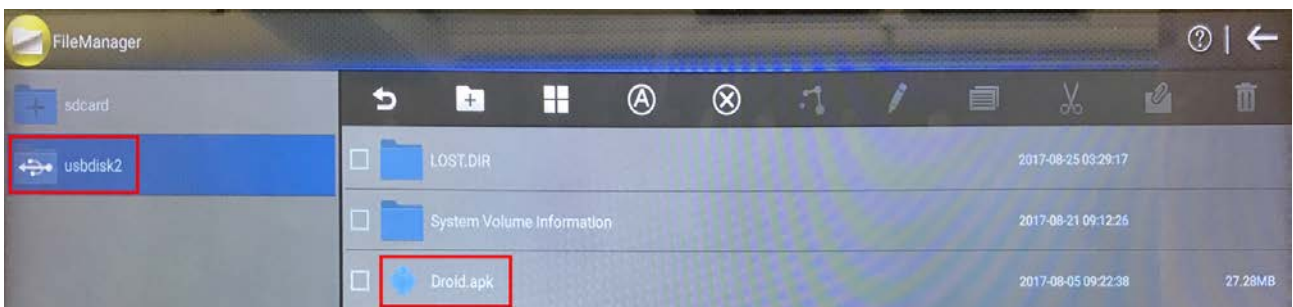 FileManager
sdcard
usbdisk2
LOST.DIR 2017-08-25 03:29:17
System Volume Information 2017-08-21 09:12:26
Droid.apk 2017-08-05 09:22:38 27.28MB